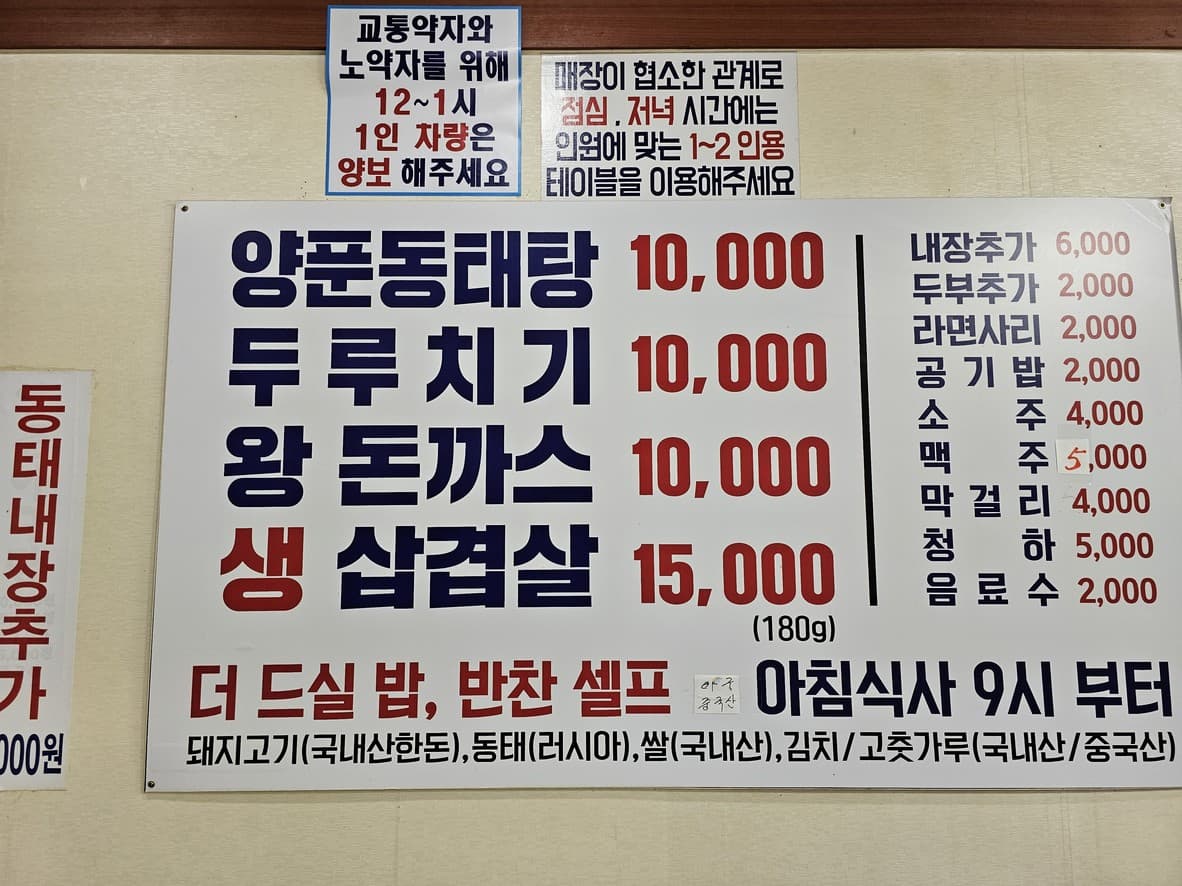 교통약자와
노약자를 위해
12~1시
1인 차량은
양보 해주세요
매장이 협소한 관계로
점심 . 저녁 시간에는
인원에 맞는 1~2 인용
테이블을 이용해주세요
양푼동태탕 10,000
두루치기 10,000
왕 돈까스 10,000
생 삼겹살 15,000
(180g)
내장추가 6,000
두부추가 2,000
라면사리 2,000
공기밥 2,000
소주 4,000
맥주 5,000
막걸리 4,000
청하 5,000
음료수 2,000
더 드실 밥, 반찬 셀프
중국산
아침식사 9시 부터
돼지고기(국내산한돈),동태(러시아),쌀(국내산),김치/고춧가루(국내산/중국산)
동태내장추가
000원